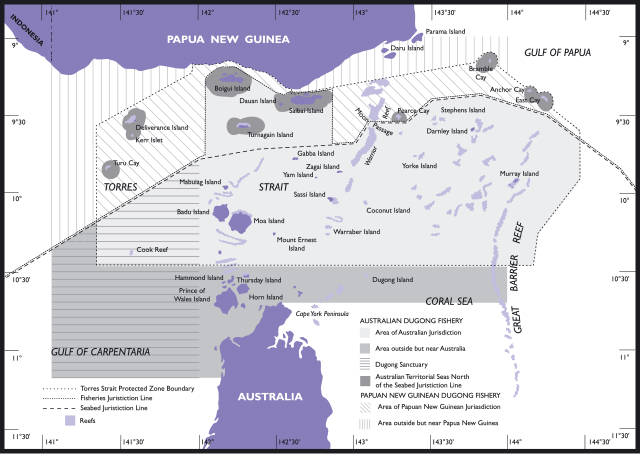 141° 141°30' 142° 142°30' 143° 143°30' 144° 144°30'
INDONESIA
9° 9°
PAPUA NEW GUINEA
Parama Island
Daru Island
GULF OF PAPUA
Bramble
Cay
Boigu Island
Anchor Cay
East Cay
Dauan Island
Saibai Island
9°30' 9°30'
Deliverance Island
Kerr Islet
Turnagain Island
Moon
Passage
Reef
Warrior
Pearce Cay
Stephens Island
Darnley Island
Turu Cay
Gabba Island
Zagai Island
Yam Island
Yorke Island
Murray Island
TORRES
STRAIT
Mabuiag Island
Sassi Island
10° 10°
Badu Island
Moa Island
Coconut Island
Warraber Island
Mount Ernest
Island
Cook Reef
GREAT BARRIER REEF
10°30' 10°30'
Hammond Island
Thursday Island
Dugong Island
Prince of
Wales Island
Horn Island
CORAL SEA
Cape York Peninsula
GULF OF CARPENTARIA
11° 11°
AUSTRALIA
AUSTRALIAN DUGONG FISHERY
Area of Australian Jurisdiction
Area outside but near Australia
Dugong Sanctuary
Australian Territorial Seas North
of the Seabed Jurisdiction Line
PAPUAN NEW GUINEAN DUGONG FISHERY
Area of Papuan New Guinean Juriaidiction
Area outside but near Papua New Guinea
Torres Strait Protected Zone Boundary
Fisheries Juristiction Line
Seabed Juristiction Line
Reefs
11°30' 11°30'
141° 141°30' 142° 142°30' 143° 143°30' 144° 144°30'